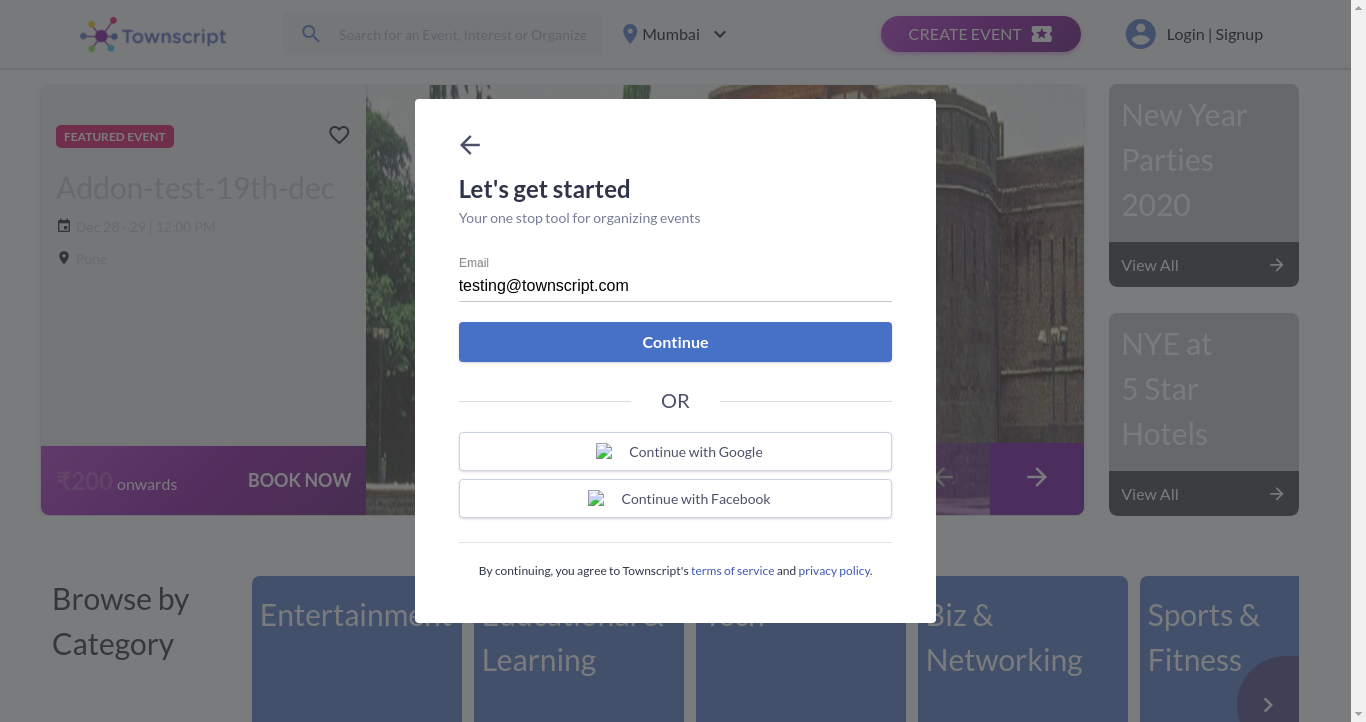 Townscript
Search for an Event, Interest or Organize
Mumbai
CREATE EVENT
Login | Signup
FEATURED EVENT
Addon-test-19th-dec
Dec 28 - 29 | 12:00 PM
Pune
₹200 onwards
BOOK NOW
Let's get started
Your one stop tool for organizing events
Email
testing@townscript.com
Continue
OR
Continue with Google
Continue with Facebook
By continuing, you agree to Townscript's terms of service and privacy policy.
New Year
Parties
2020
View All
NYE at
5 Star
Hotels
View All
Browse by
Category
Entertainment
Educational &
Learning
Tech
Biz &
Networking
Sports &
Fitness